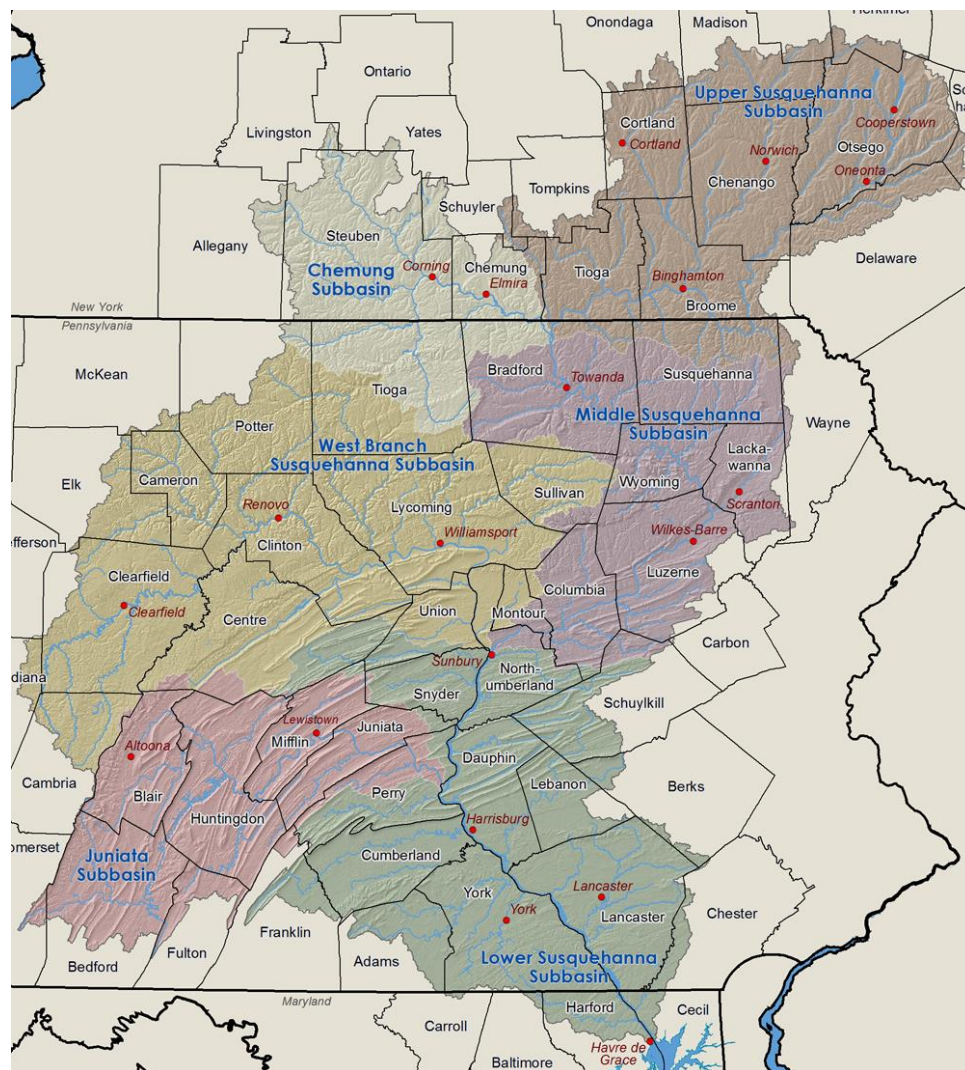 Onondaga
Madison
Herkimer
Ontario
Upper Susquehanna
Subbasin
Livingston
Yates
Cortland
Cortland
Cooperstown
Norwich
Otsego
Oneonta
Chenango
Tompkins
Schuyler
Steuben
Allegany
Chemung
Subbasin
Corning
Chemung
Elmira
Tioga
Binghamton
Broome
Delaware
New York
Pennsylvania
McKean
Bradford
Towanda
Susquehanna
Tioga
Middle Susquehanna
Subbasin
Wayne
Potter
West Branch
Susquehanna Subbasin
Lacka-
wanna
Elk
Cameron
Sullivan
Wyoming
Scranton
Renovo
Lycoming
Williamsport
Wilkes-Barre
efferson
Clinton
Clearfield
Clearfield
Luzerne
Columbia
Centre
Union
Montour
Carbon
Sunbury
North-
umberland
diana
Snyder
Schuylkill
Lewistown
Juniata
Mifflin
Altoona
Dauphin
Cambria
Lebanon
Berks
Blair
Perry
Huntingdon
Harrisburg
omerset
Juniata
Subbasin
Cumberland
York
York
Lancaster
Lancaster
Chester
Franklin
Fulton
Bedford
Adams
Lower Susquehanna
Subbasin
Maryland
Harford
Cecil
Carroll
Havre de
Grace
Baltimore